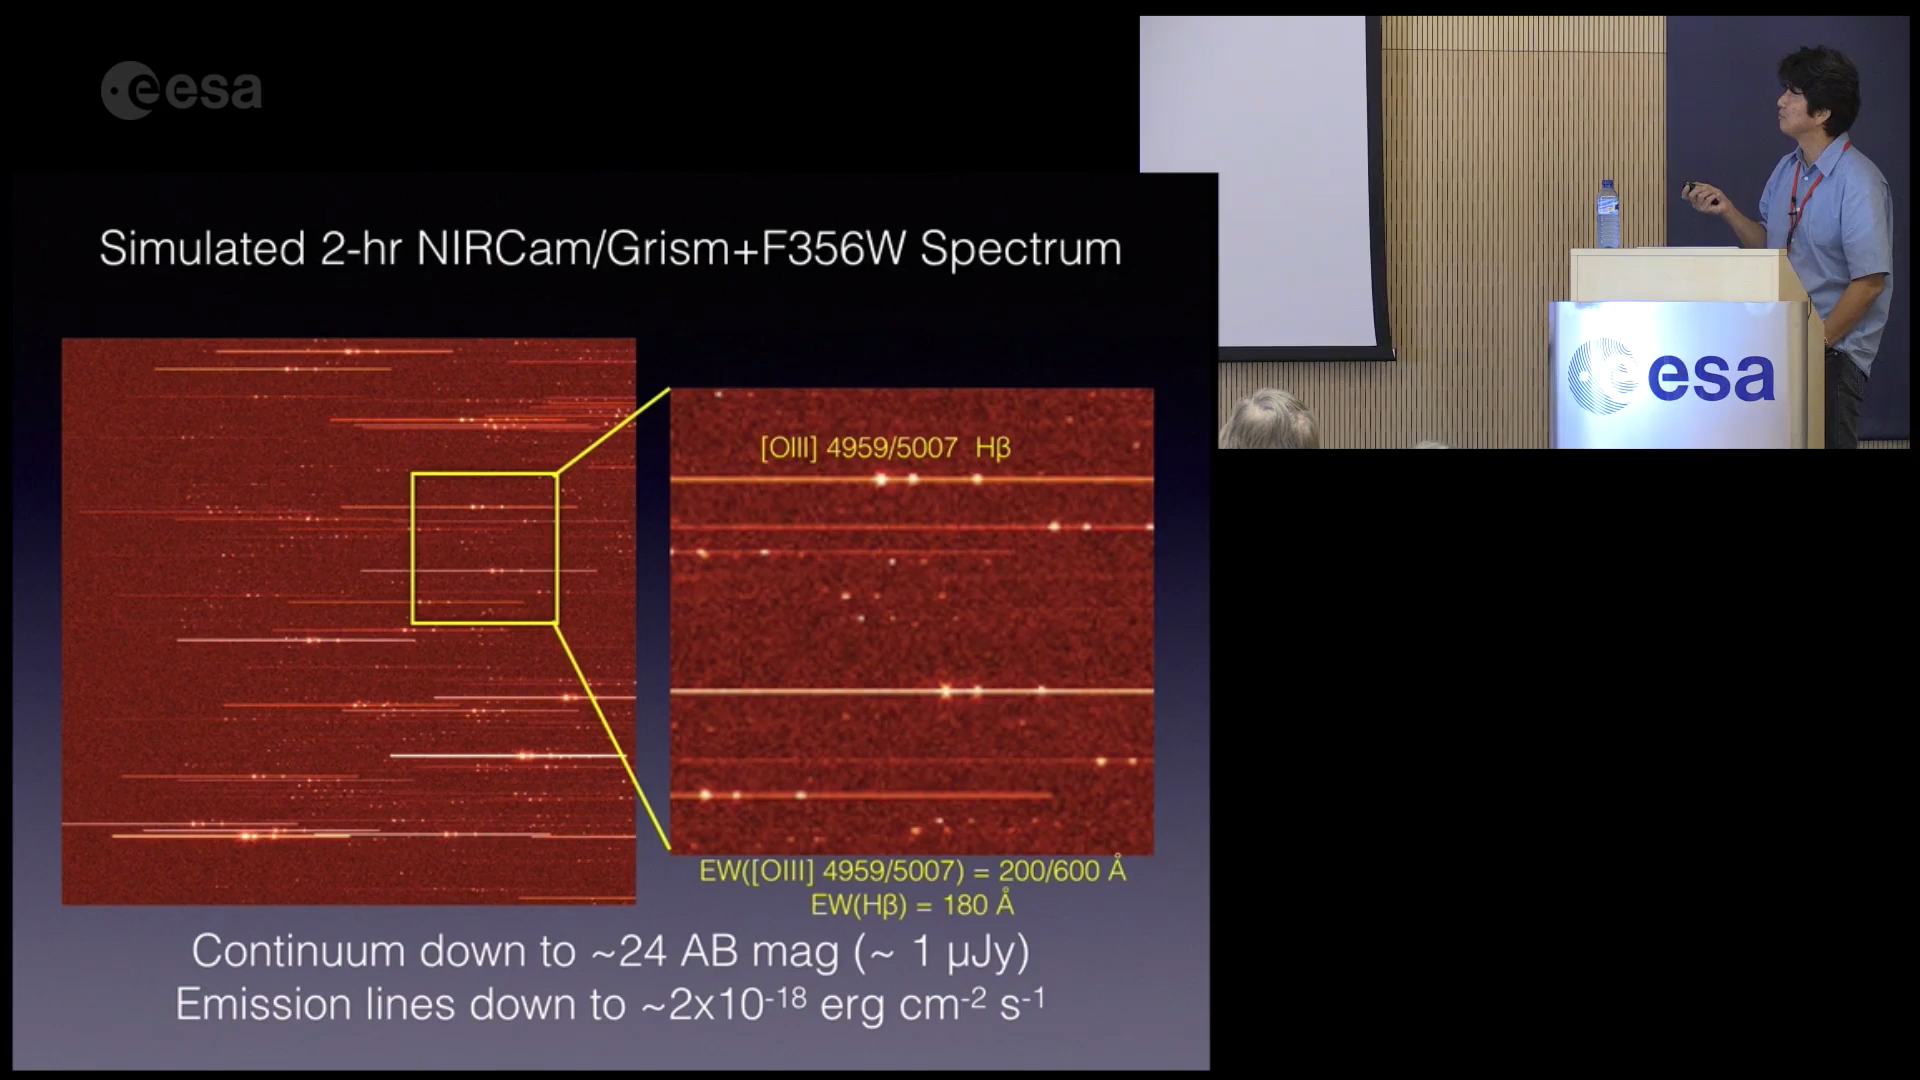 esa
Simulated 2-hr NIRCam/Grism+F356W Spectrum
[OIII] 4959/5007 Hβ
EW([OIII] 4959/5007) = 200/600 Å
EW(Hβ) = 180 Å
Continuum down to ~24 AB mag (~ 1 µJy)
Emission lines down to ~2x10⁻¹⁸ erg cm⁻² s⁻¹
esa